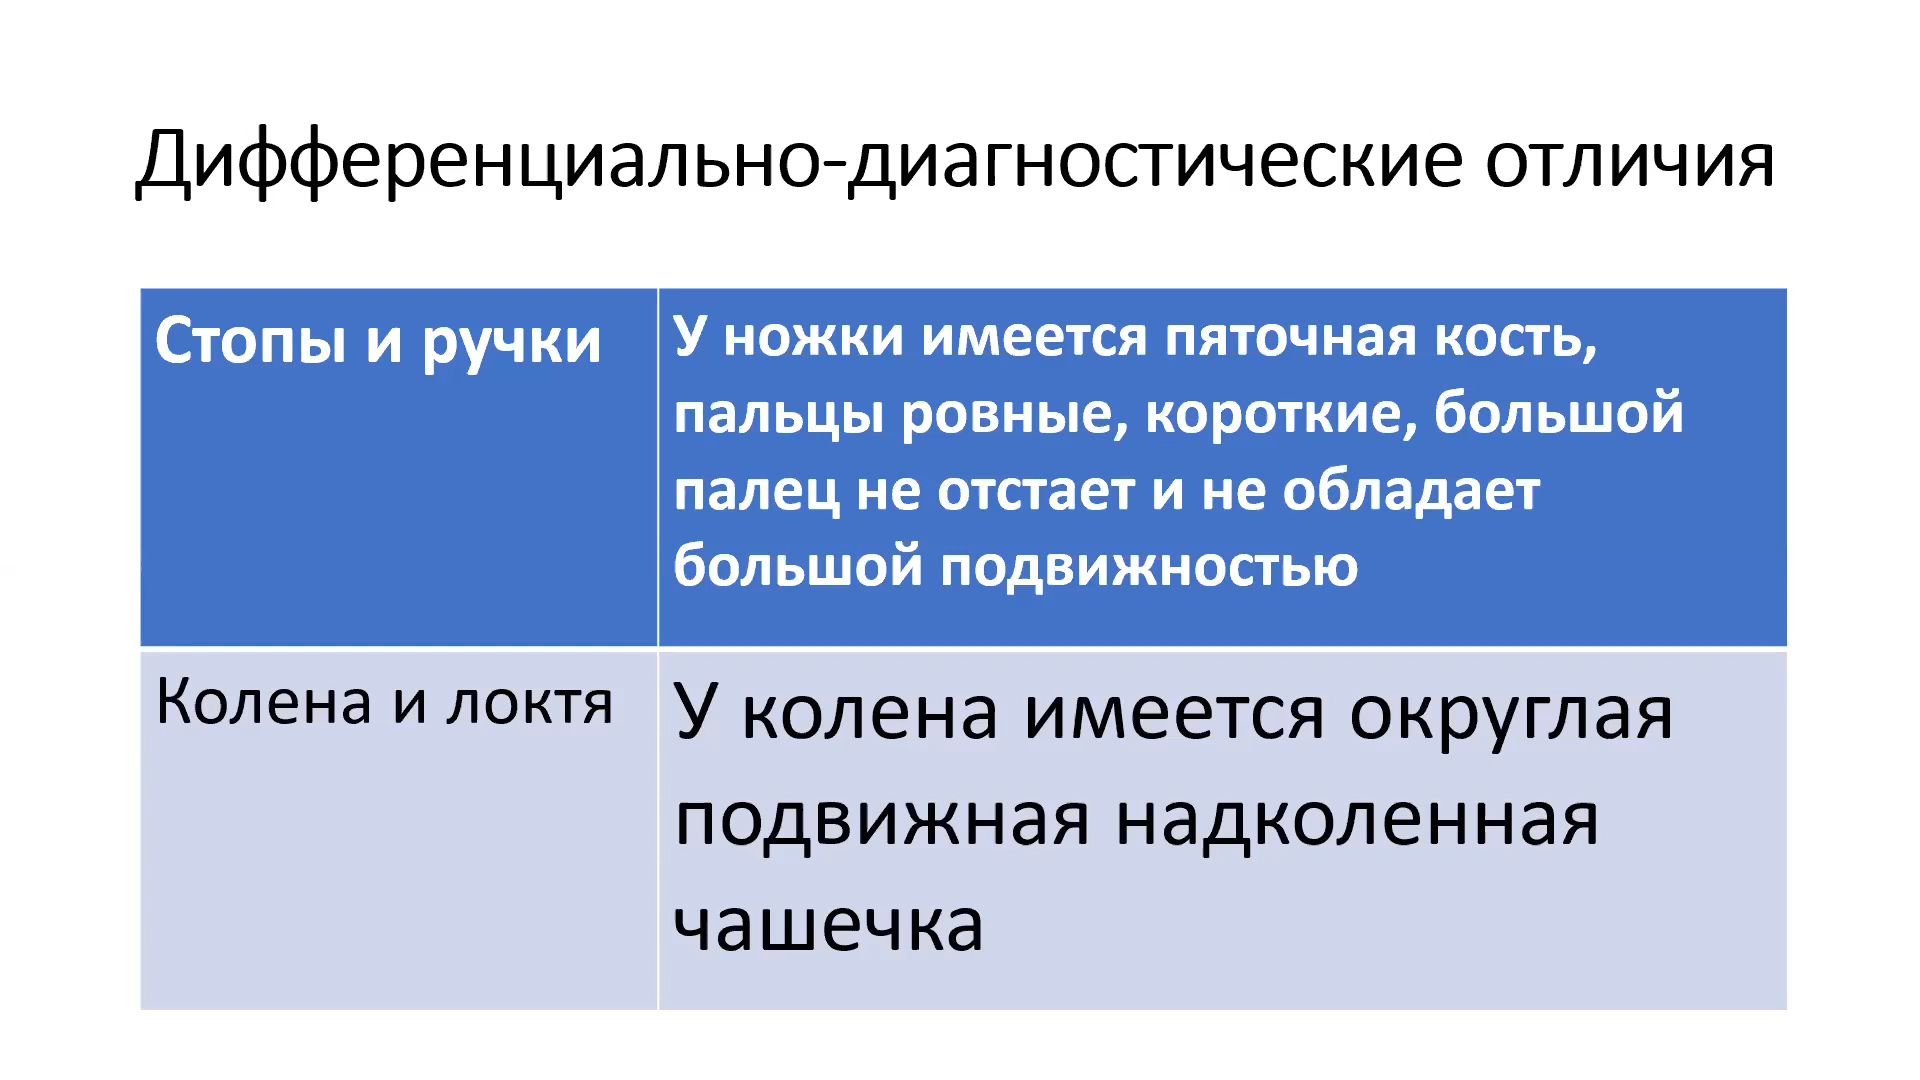 Дифференциально-диагностические отличия
Стопы и ручки
У ножки имеется пяточная кость,
пальцы ровные, короткие, большой
палец не отстает и не обладает
большой подвижностью
Колена и локтя
У колена имеется округлая
подвижная надколенная
чашечка